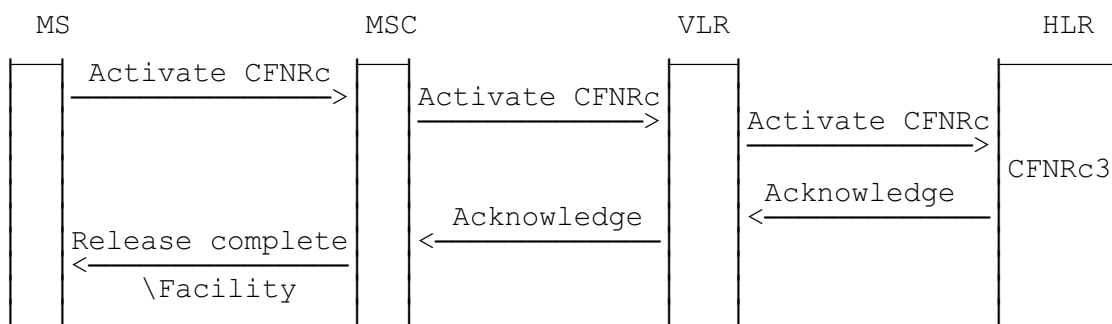 MS MSC VLR HLR
Activate CFNRc
Activate CFNRc
Activate CFNRc
CFNRc3
Acknowledge
Acknowledge
Release complete
\Facility